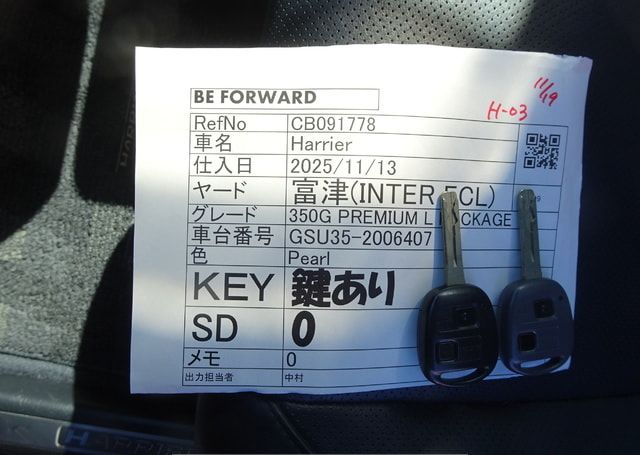 BE FORWARD
11/19
H-03
RefNo CB091778
車名 Harrier
仕入日 2025/11/13
ヤード 富津(INTER ECL)
グレード 350G PREMIUM L PACKAGE
車台番号 GSU35-2006407
色 Pearl
KEY 鍵あり
SD 0
メモ 0
出力担当者 中村